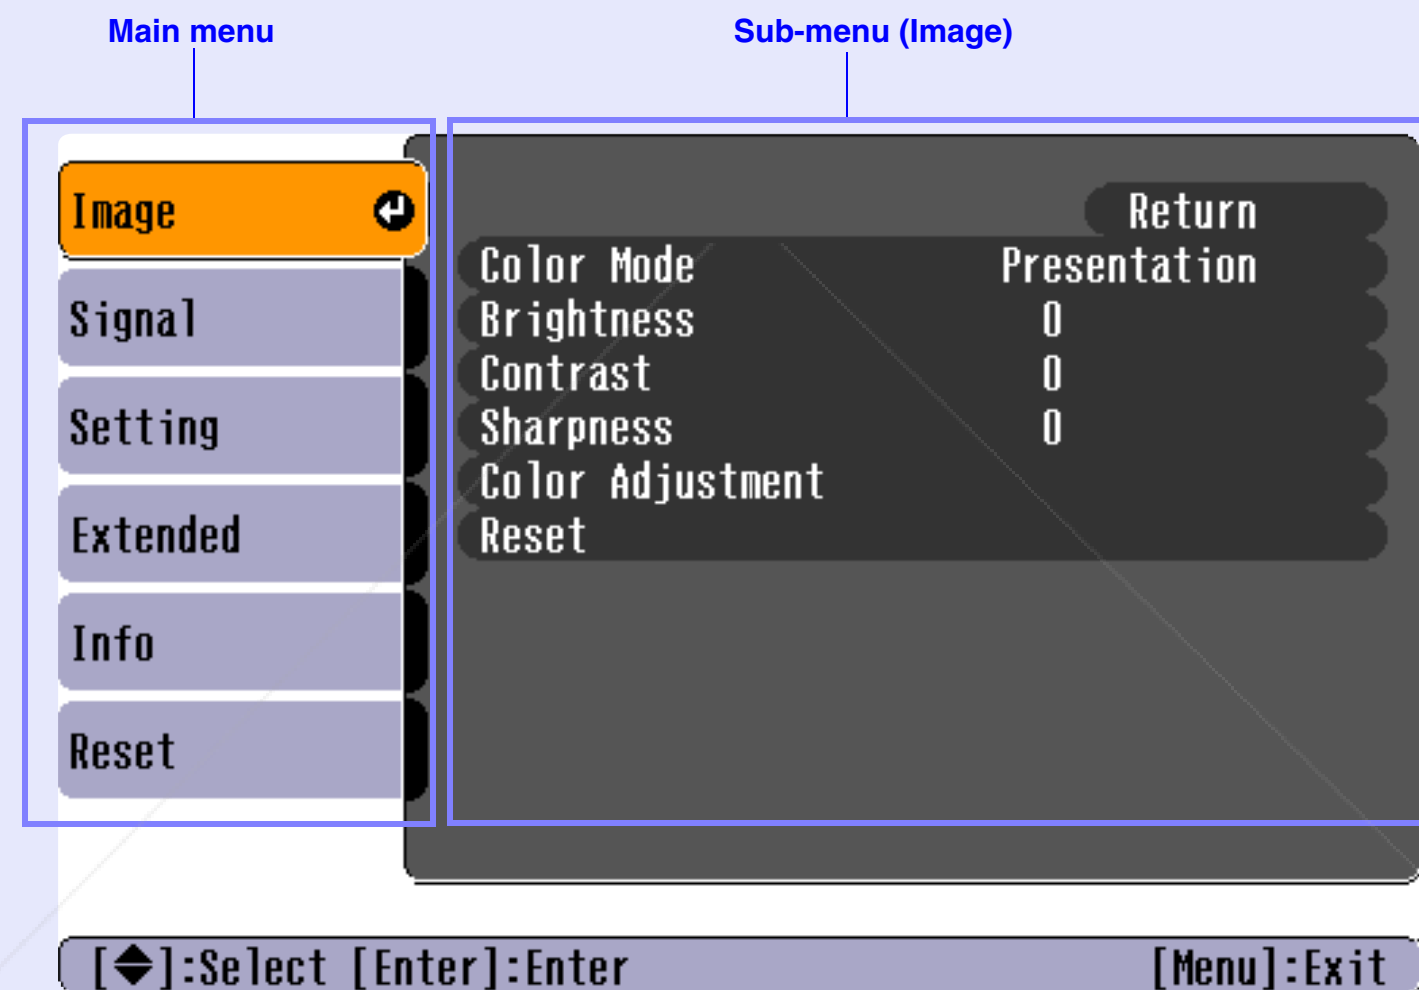 Main menu
Sub-menu (Image)
Image
Signal
Setting
Extended
Info
Reset
Return
Color Mode Presentation
Brightness 0
Contrast 0
Sharpness 0
Color Adjustment
Reset
[◆]:Select [Enter]:Enter [Menu]:Exit